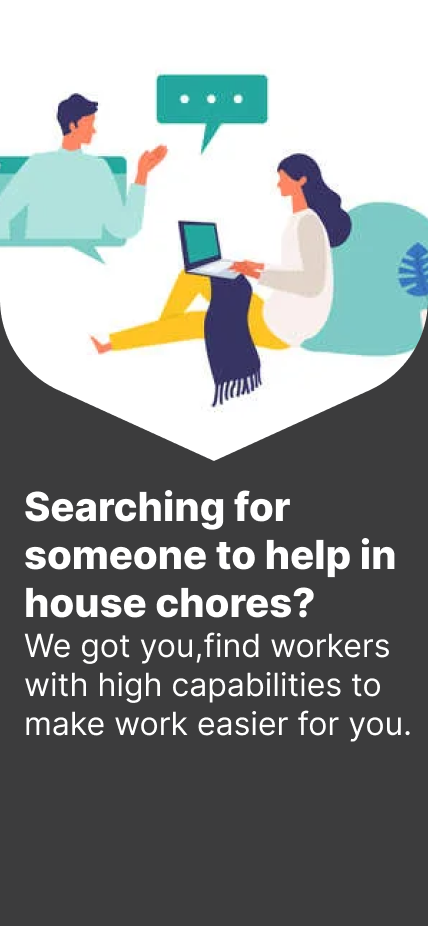 Searching for
someone to help in
house chores?
We got you,find workers
with high capabilities to
make work easier for you.